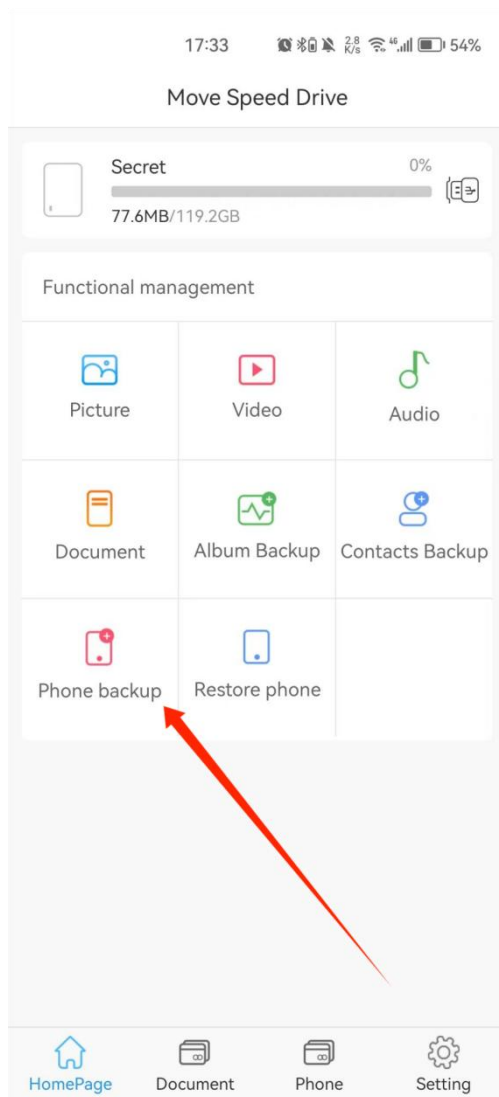 17:33 2.8 K/s 46 54%
Move Speed Drive
Secret 0%
77.6MB/119.2GB
Functional management
Picture Video Audio
Document Album Backup Contacts Backup
Phone backup Restore phone
HomePage Document Phone Setting